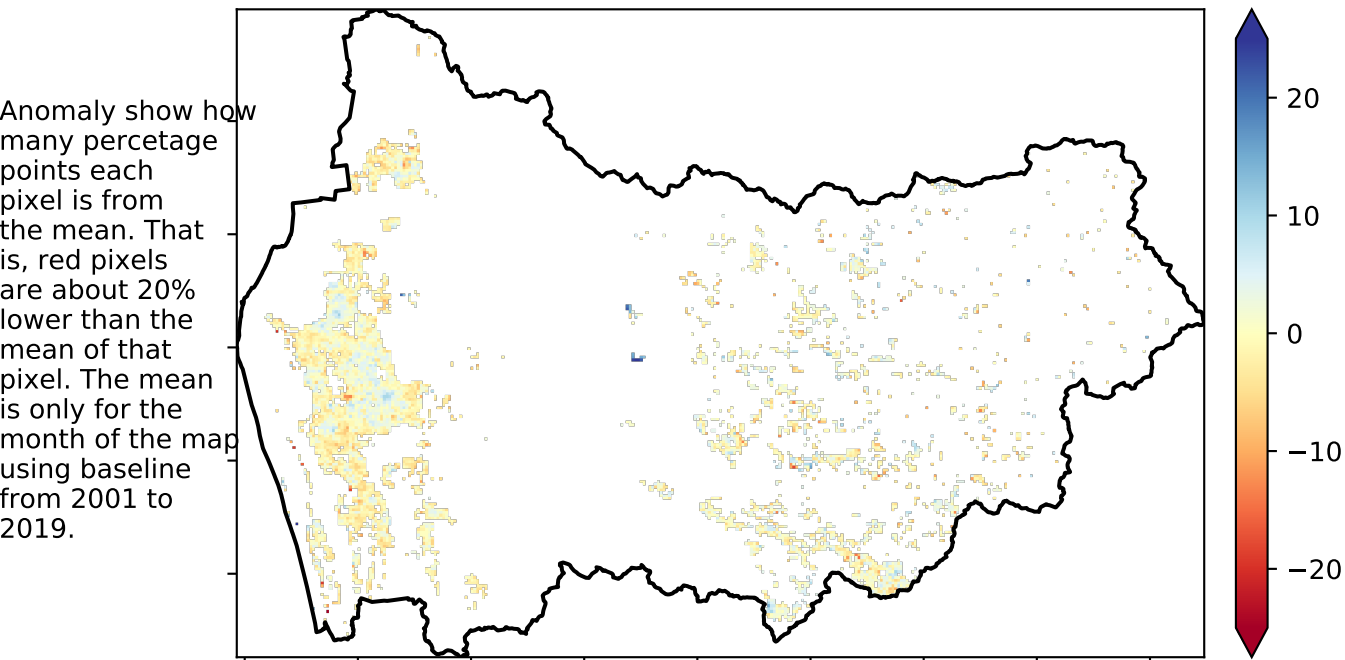 Anomaly show how
many percetage
points each
pixel is from
the mean. That
is, red pixels
are about 20%
lower than the
mean of that
pixel. The mean
is only for the
month of the map
using baseline
from 2001 to
2019.
20
10
0
−10
−20